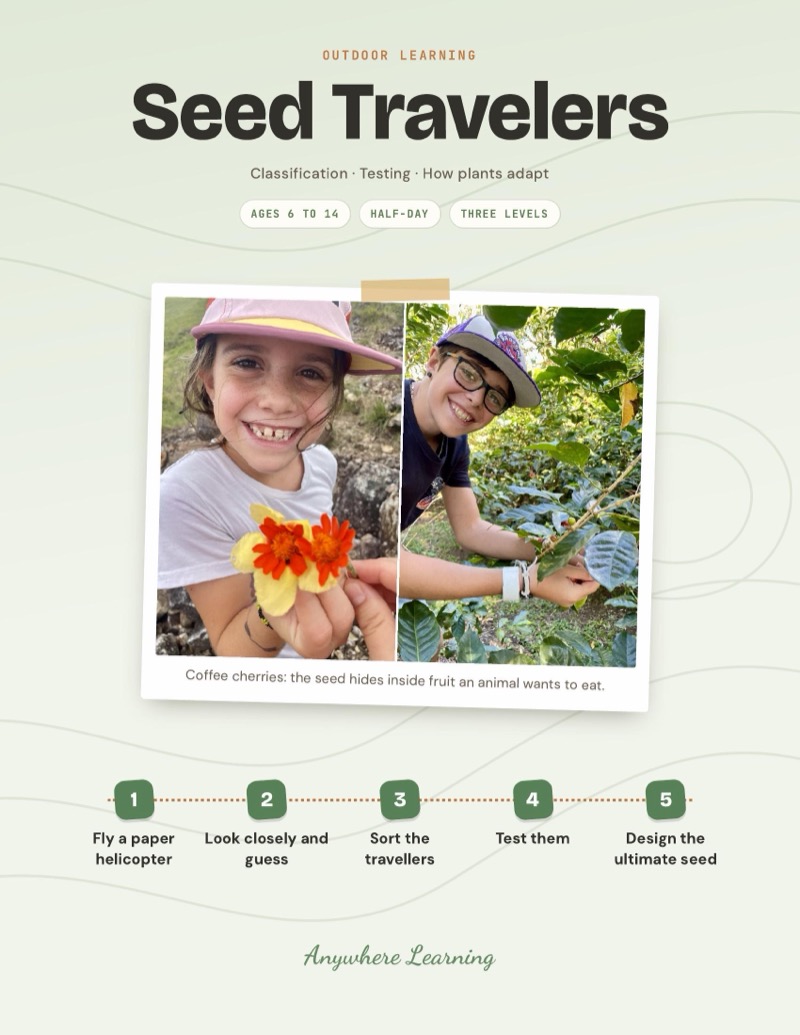 OUTDOOR LEARNING
Seed Travelers
Classification · Testing · How plants adapt
AGES 6 TO 14
HALF-DAY
THREE LEVELS
Coffee cherries: the seed hides inside fruit an animal wants to eat.
1
2
3
4
5
Fly a paper
helicopter
Look closely and
guess
Sort the
travellers
Test them
Design the
ultimate seed
Anywhere Learning